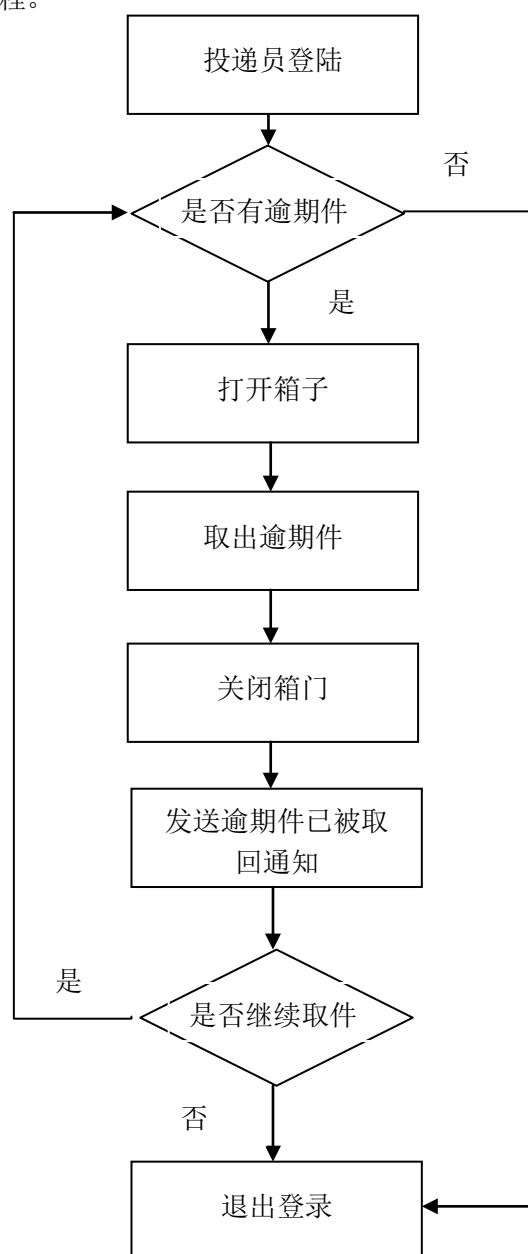 程。
投递员登陆
否
是否有逾期件
是
打开箱子
取出逾期件
关闭箱门
发送逾期件已被取
回通知
是
是否继续取件
否
退出登录